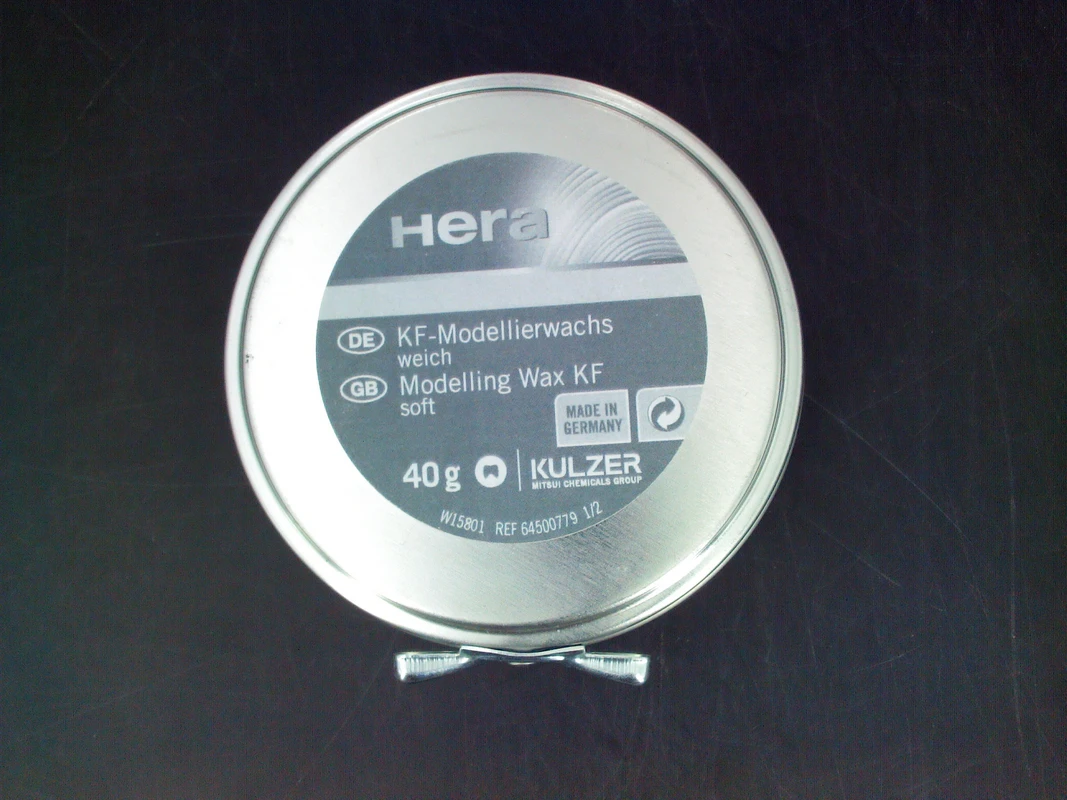 Hera
DE KF-Modellierwachs
weich
GB Modelling Wax KF
soft
MADE IN
GERMANY
40 g KULZER
MITSUI CHEMICALS GROUP
W15801 REF 64500779 1/2